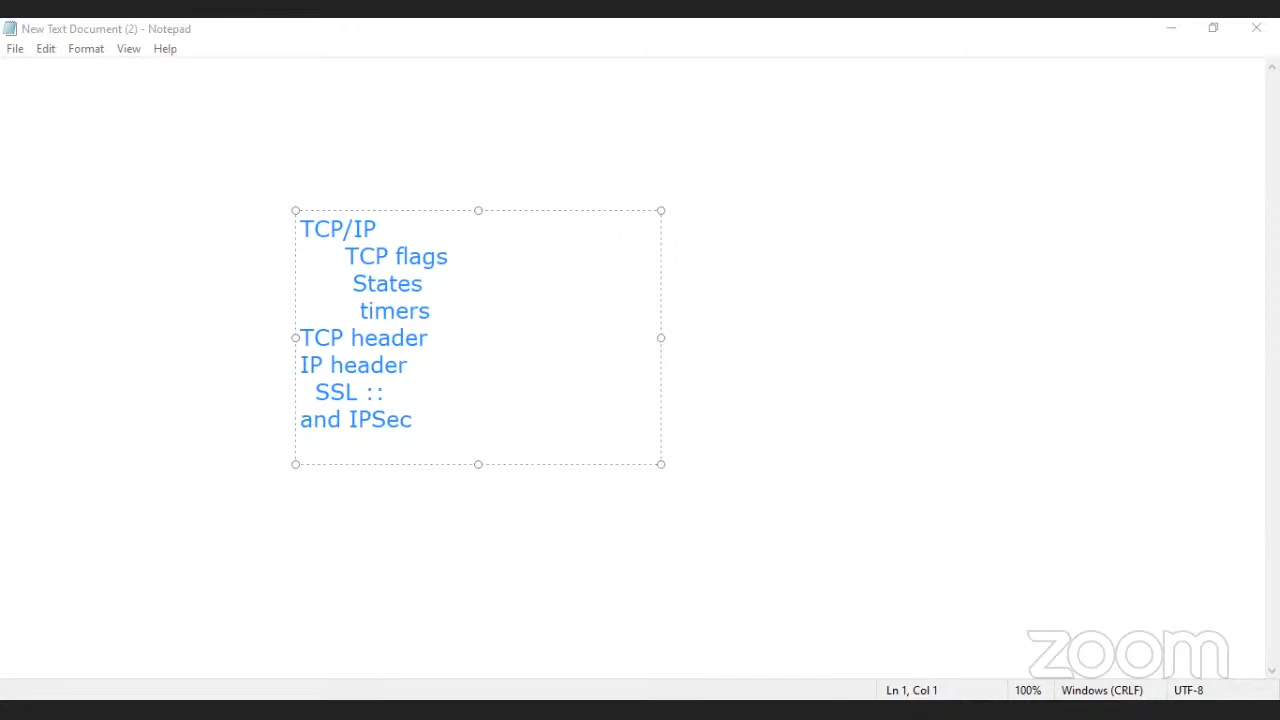 New Text Document (2) - Notepad
File Edit Format View Help
TCP/IP
TCP flags
States
timers
TCP header
IP header
SSL ::
and IPSec
zoom
Ln 1, Col 1 100% Windows (CRLF) UTF-8